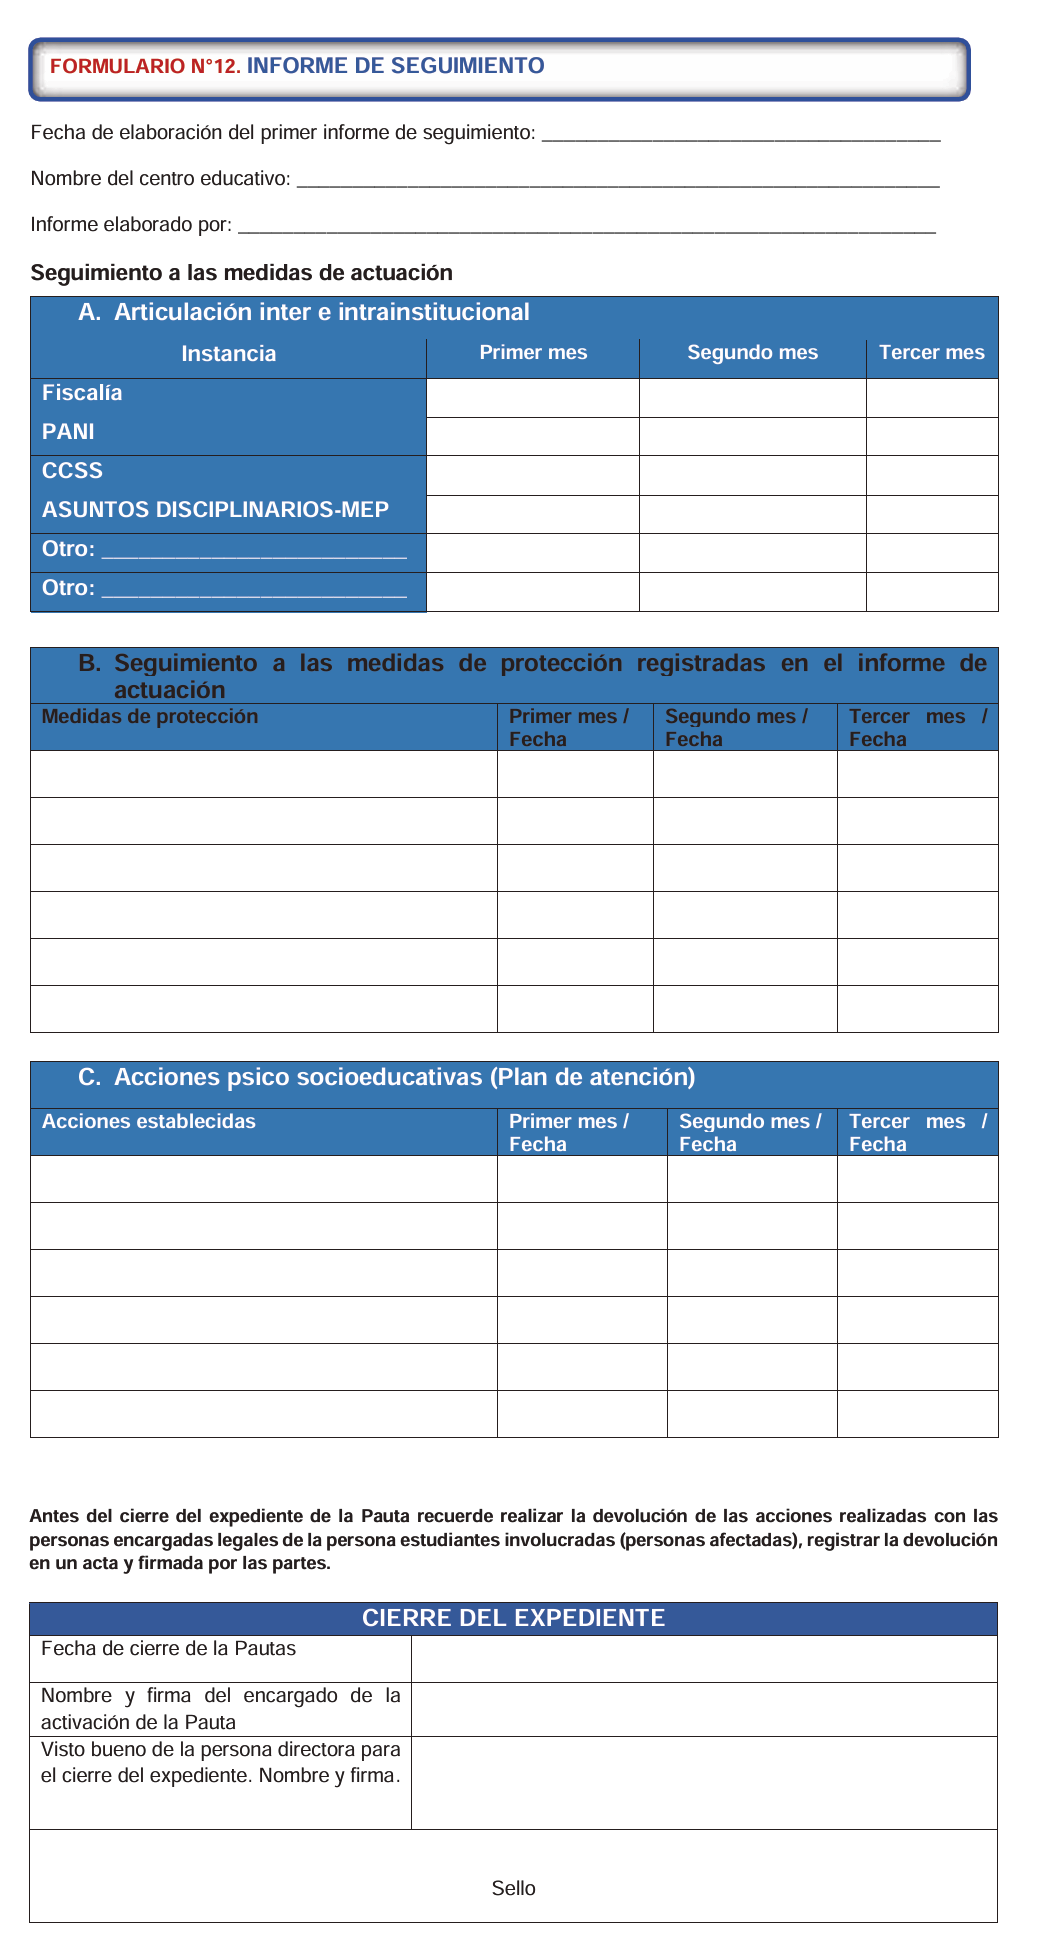 FORMULARIO N°12. INFORME DE SEGUIMIENTO
Fecha de elaboración del primer informe de seguimiento: ____________________________________
Nombre del centro educativo: __________________________________________________________
Informe elaborado por: _______________________________________________________________
Seguimiento a las medidas de actuación
A. Articulación inter e intrainstitucional
Instancia Primer mes Segundo mes Tercer mes
Fiscalía
PANI
CCSS
ASUNTOS DISCIPLINARIOS-MEP
Otro: _________________________
Otro: _________________________
B. Seguimiento a las medidas de protección registradas en el informe de
actuación
Medidas de protección Primer mes / Segundo mes / Tercer mes /
Fecha Fecha Fecha
C. Acciones psico socioeducativas (Plan de atención)
Acciones establecidas Primer mes / Segundo mes / Tercer mes /
Fecha Fecha Fecha
Antes del cierre del expediente de la Pauta recuerde realizar la devolución de las acciones realizadas con las
personas encargadas legales de la persona estudiantes involucradas (personas afectadas), registrar la devolución
en un acta y firmada por las partes.
CIERRE DEL EXPEDIENTE
Fecha de cierre de la Pautas
Nombre y firma del encargado de la
activación de la Pauta
Visto bueno de la persona directora para
el cierre del expediente. Nombre y firma.
Sello